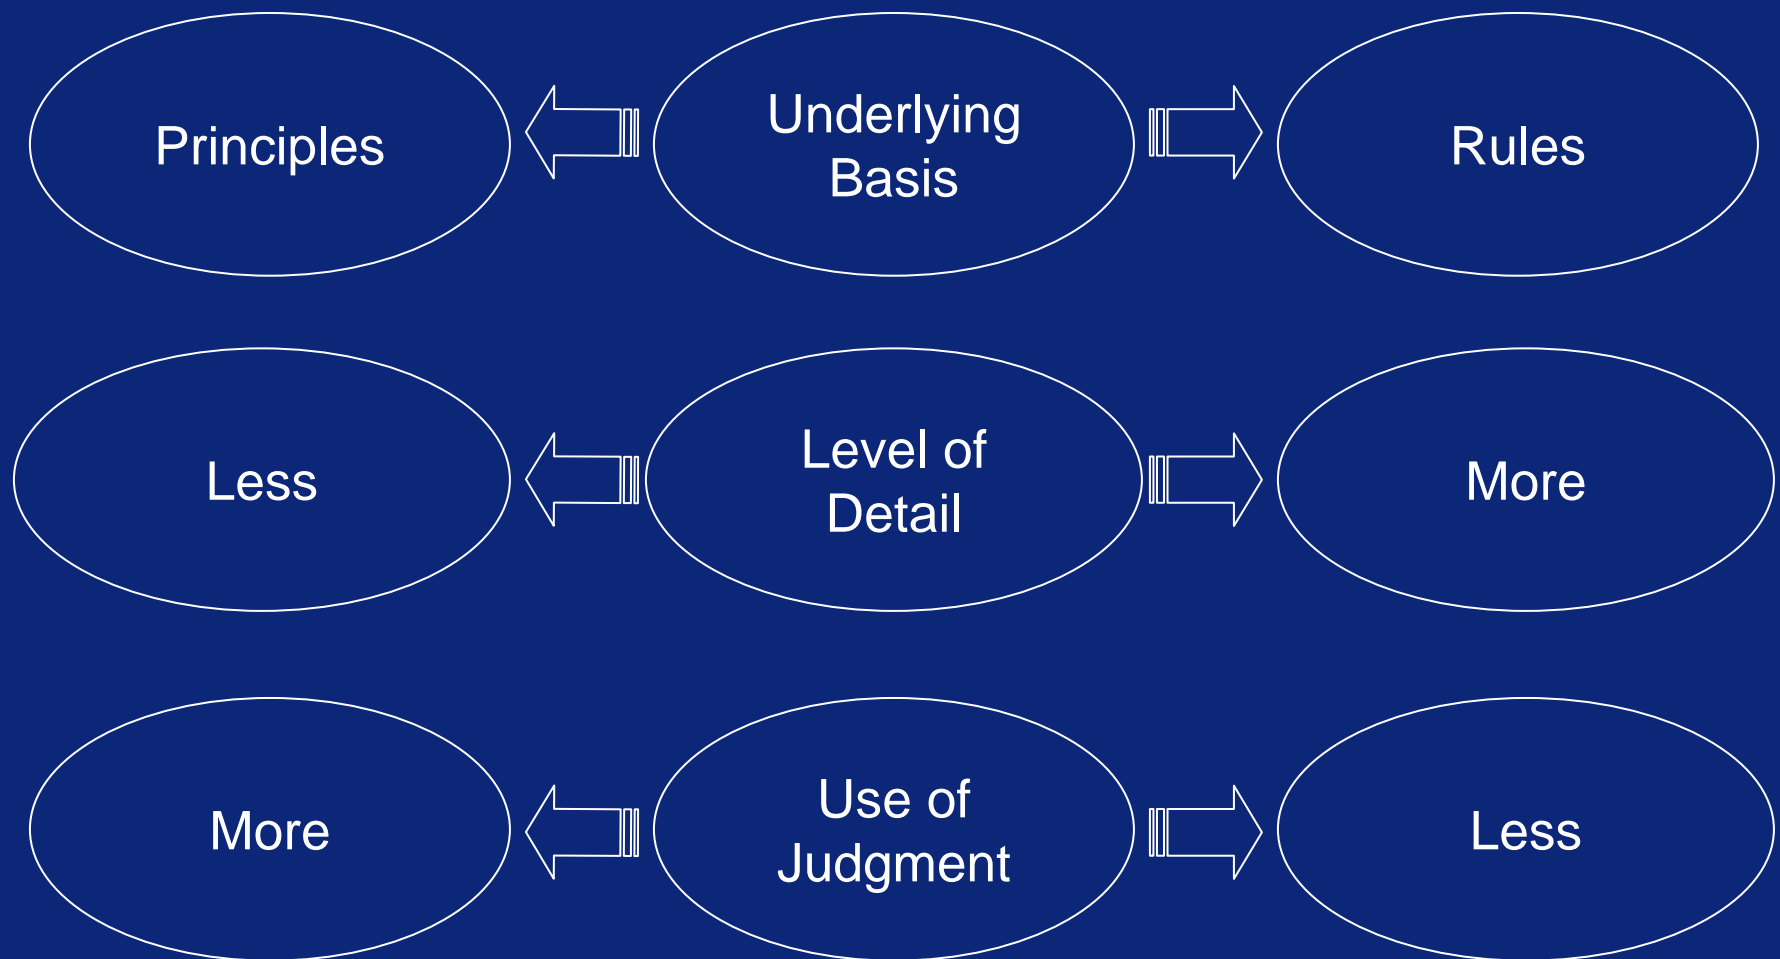 Principles
Underlying
Basis
Rules
Less
Level of
Detail
More
More
Use of
Judgment
Less